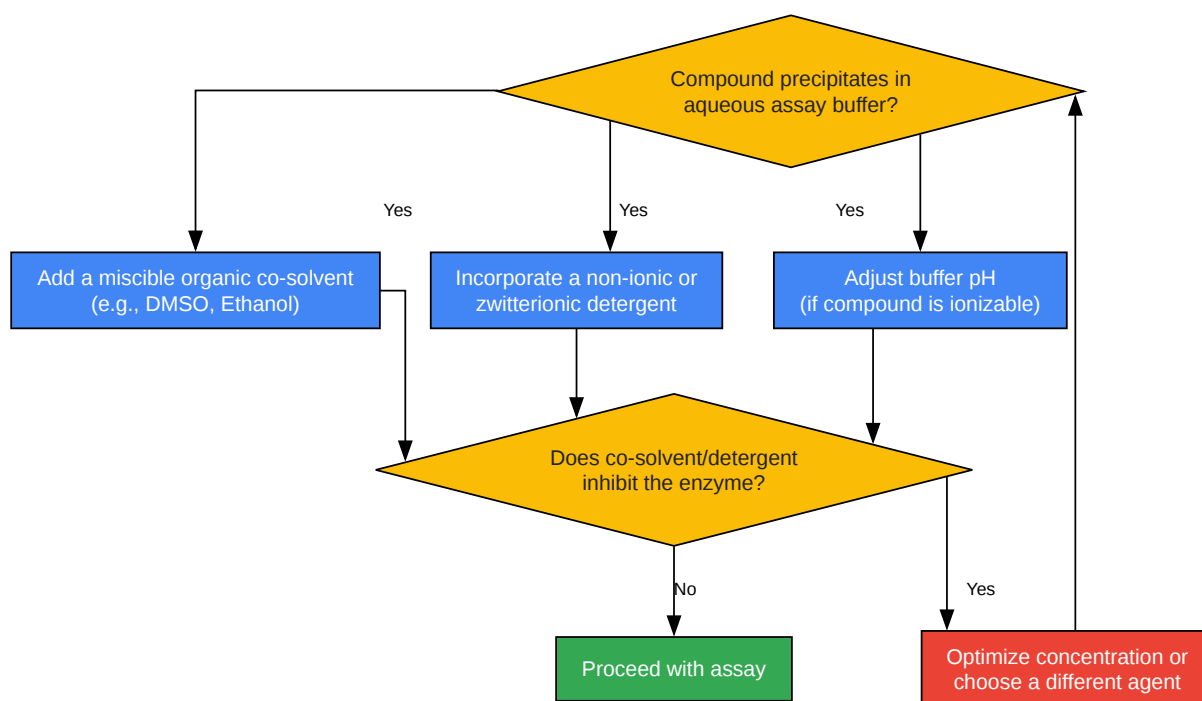 Compound precipitates in
aqueous assay buffer?
Yes
Yes
Yes
Add a miscible organic co-solvent
(e.g., DMSO, Ethanol)
Incorporate a non-ionic or
zwitterionic detergent
Adjust buffer pH
(if compound is ionizable)
Does co-solvent/detergent
inhibit the enzyme?
No
Yes
Proceed with assay
Optimize concentration or
choose a different agent